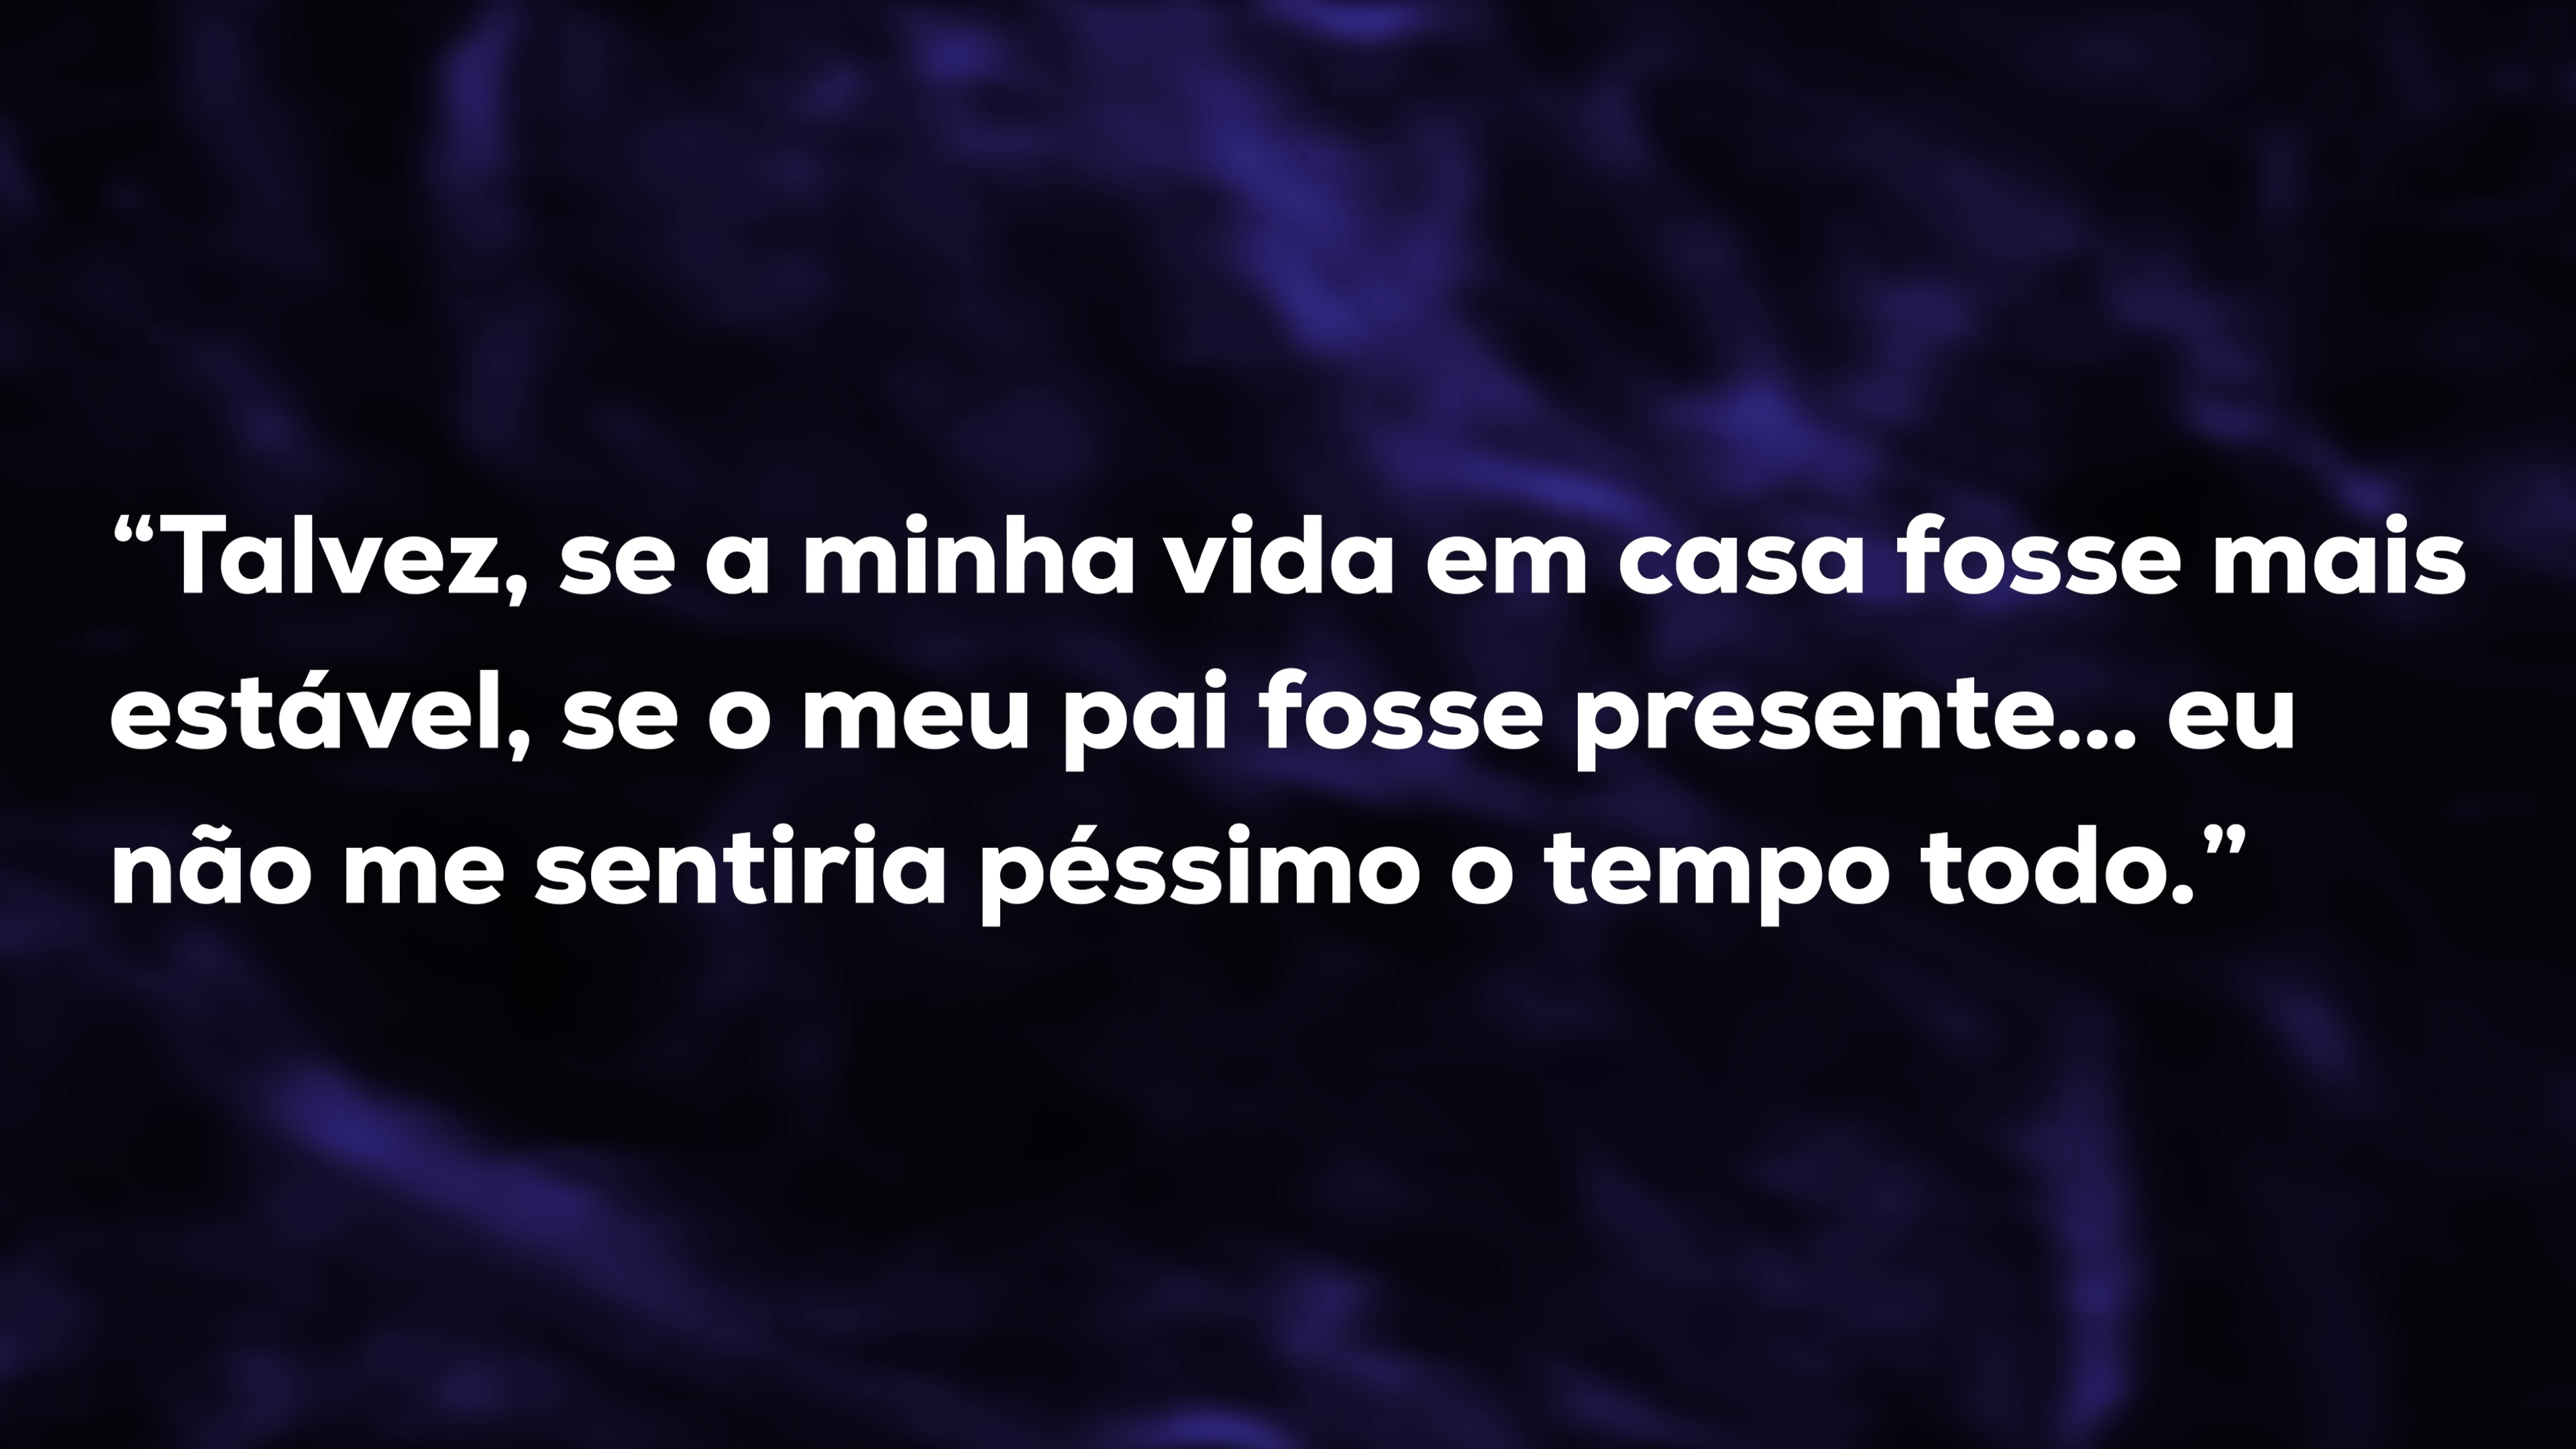 “Talvez, se a minha vida em casa fosse mais
estável, se o meu pai fosse presente... eu
não me sentiria péssimo o tempo todo.”